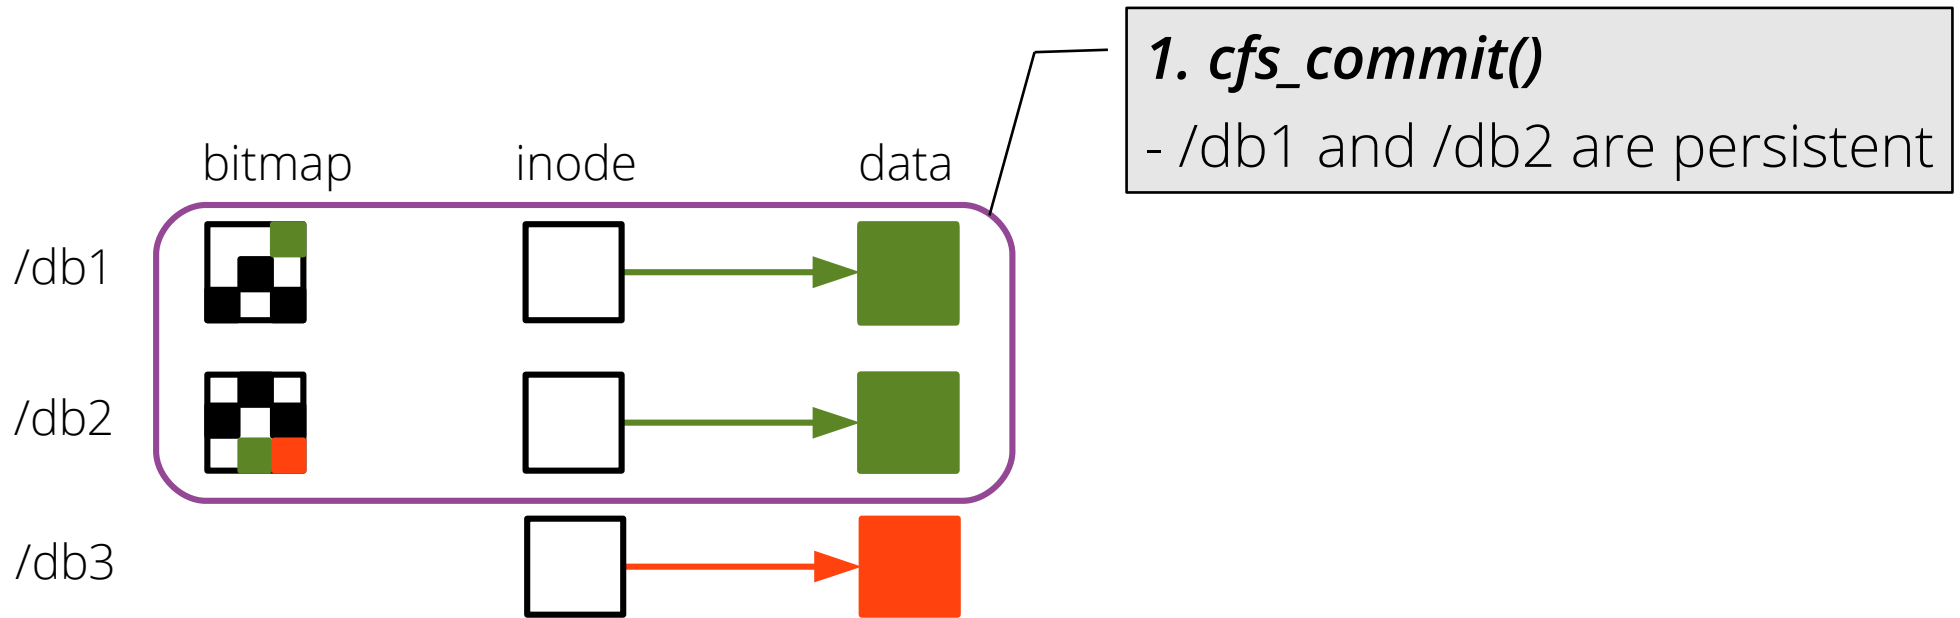 1. cfs_commit()
- /db1 and /db2 are persistent
bitmap inode data
/db1
/db2
/db3